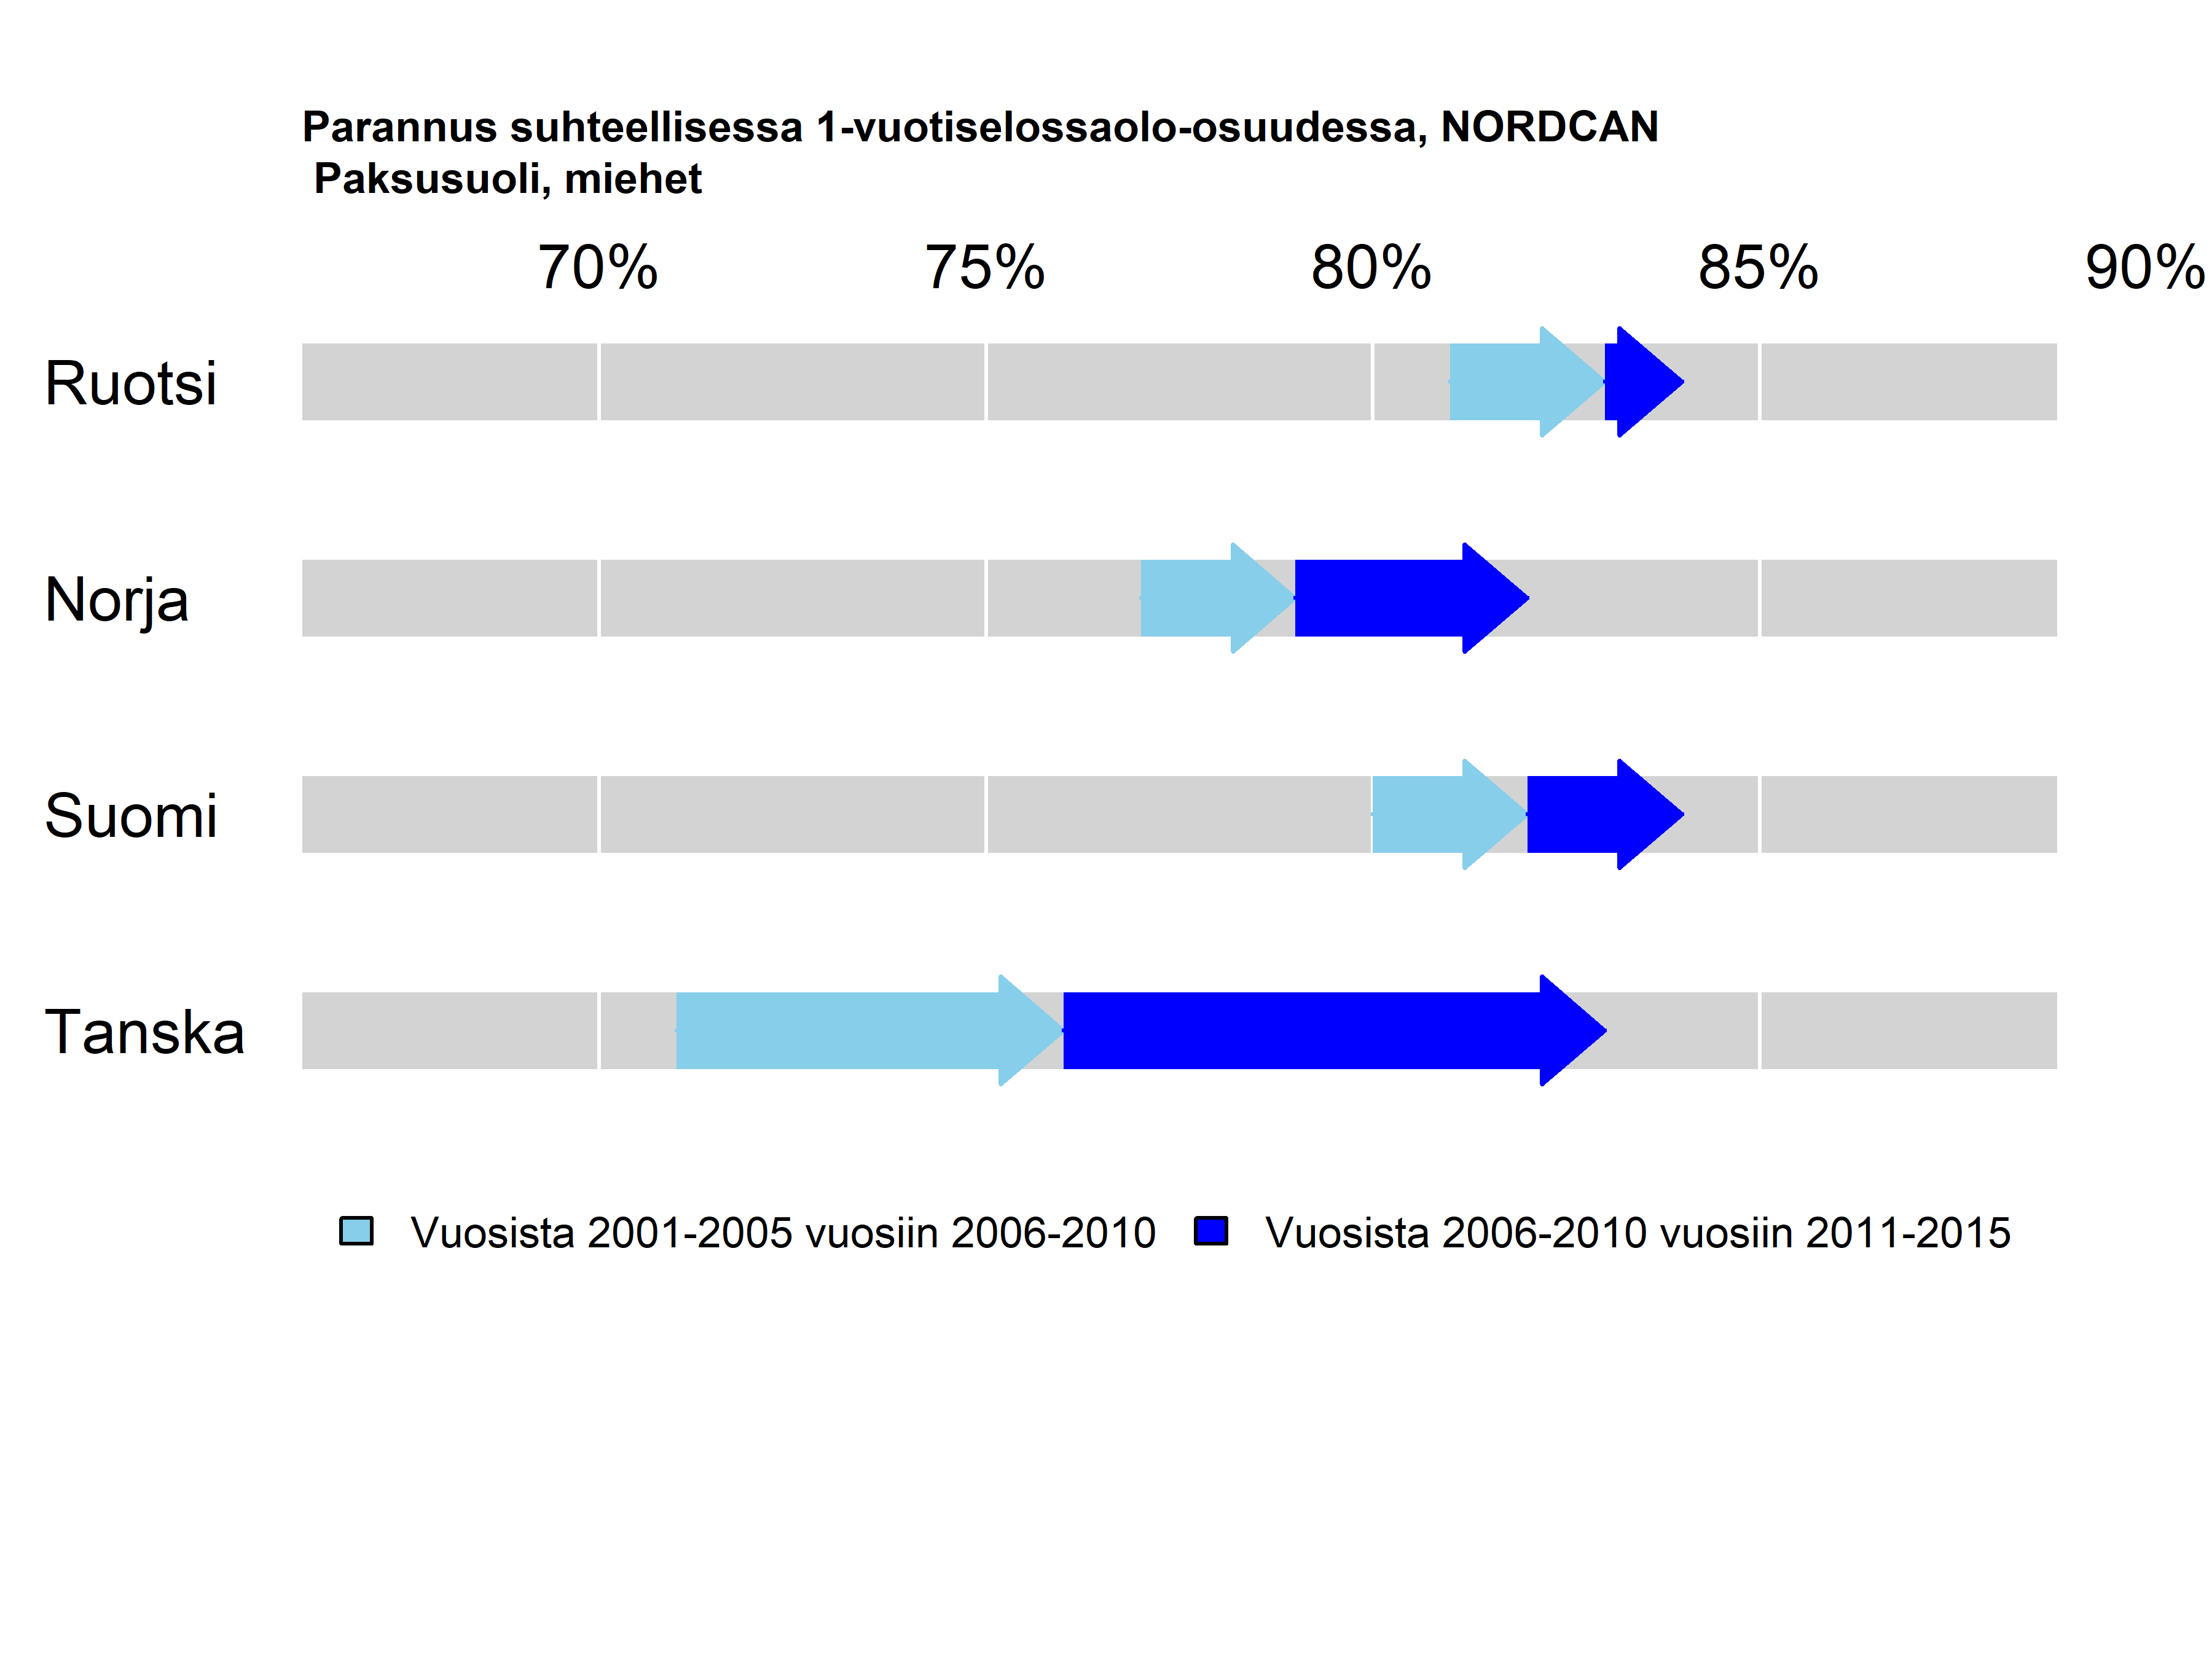 Parannus suhteellisessa 1-vuotiselossaolo-osuudessa, NORDCAN
Paksusuoli, miehet
70% 75% 80% 85% 90%
Ruotsi
Norja
Suomi
Tanska
Vuosista 2001-2005 vuosiin 2006-2010 Vuosista 2006-2010 vuosiin 2011-2015